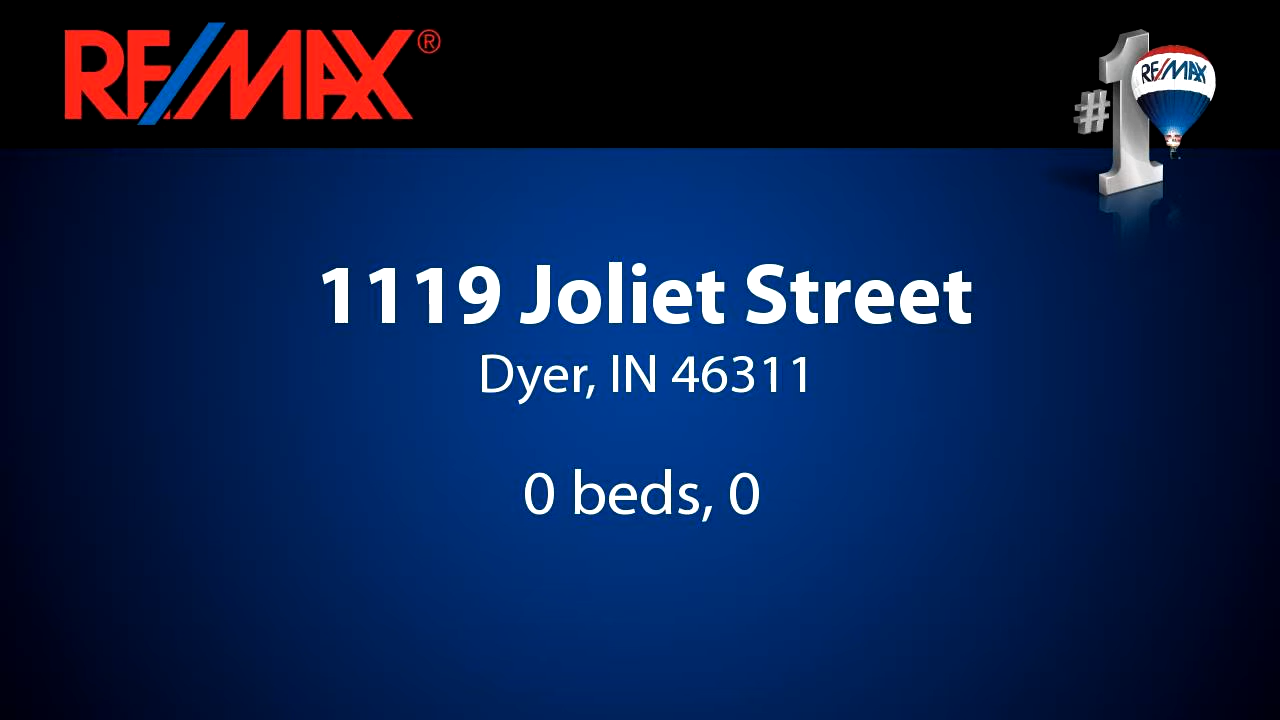 RE/MAX®
#1
RE/MAX
1119 Joliet Street
Dyer, IN 46311
0 beds, 0